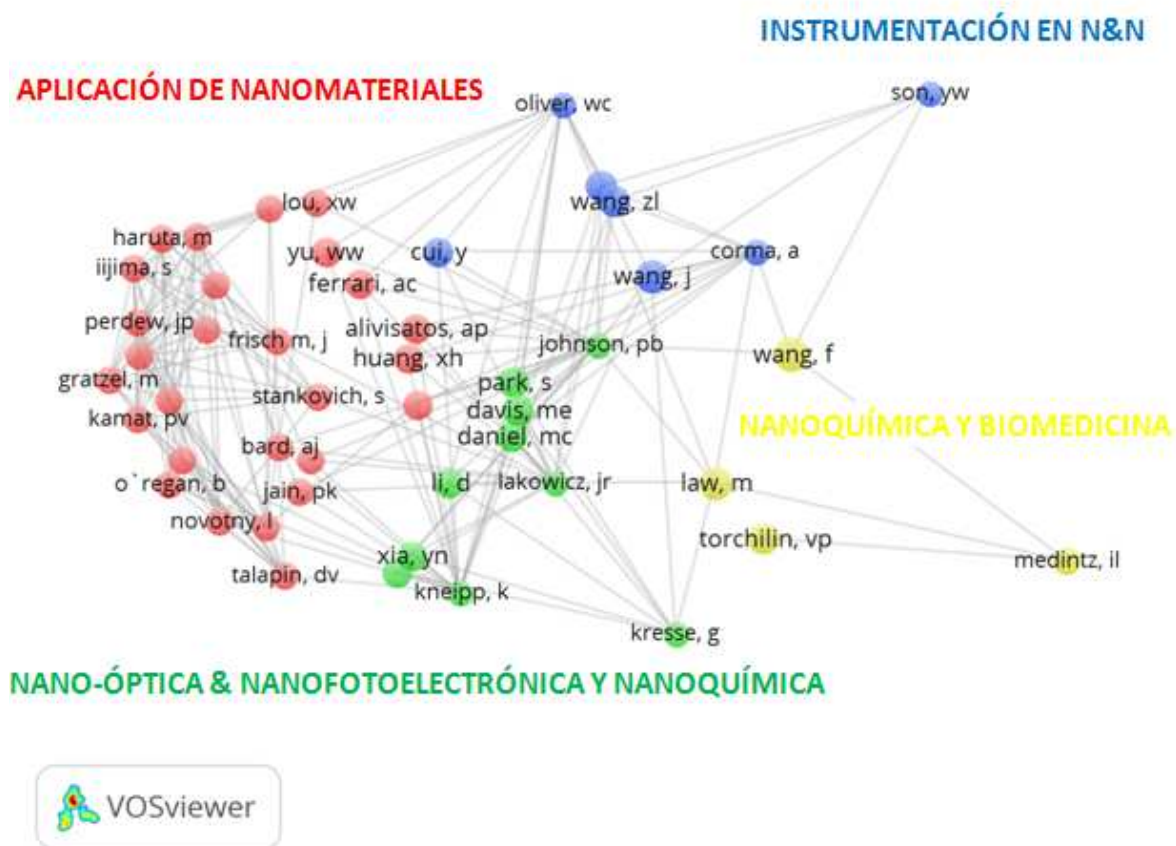 INSTRUMENTACIÓN EN N&N
APLICACIÓN DE NANOMATERIALES
oliver, wc
son, yw
lou, xw
wang, zl
haruta, m
yu, ww
cui, y
corma, a
iijima, s
ferrari, ac
wang, j
perdew, jp
frisch m, j
alivisatos, ap
johnson, pb
huang, xh
wang, f
gratzel, m
stankovich, s
park, s
kamat, pv
davis, me
NANOQUÍMICA Y BIOMEDICINA
bard, aj
daniel, mc
o`regan, b
jain, pk
li, d
lakowicz, jr
law, m
novotny, l
torchilin, vp
xia, yn
medintz, il
talapin, dv
kneipp, k
kresse, g
NANO-ÓPTICA & NANOFOTOELECTRÓNICA Y NANOQUÍMICA
VOSviewer